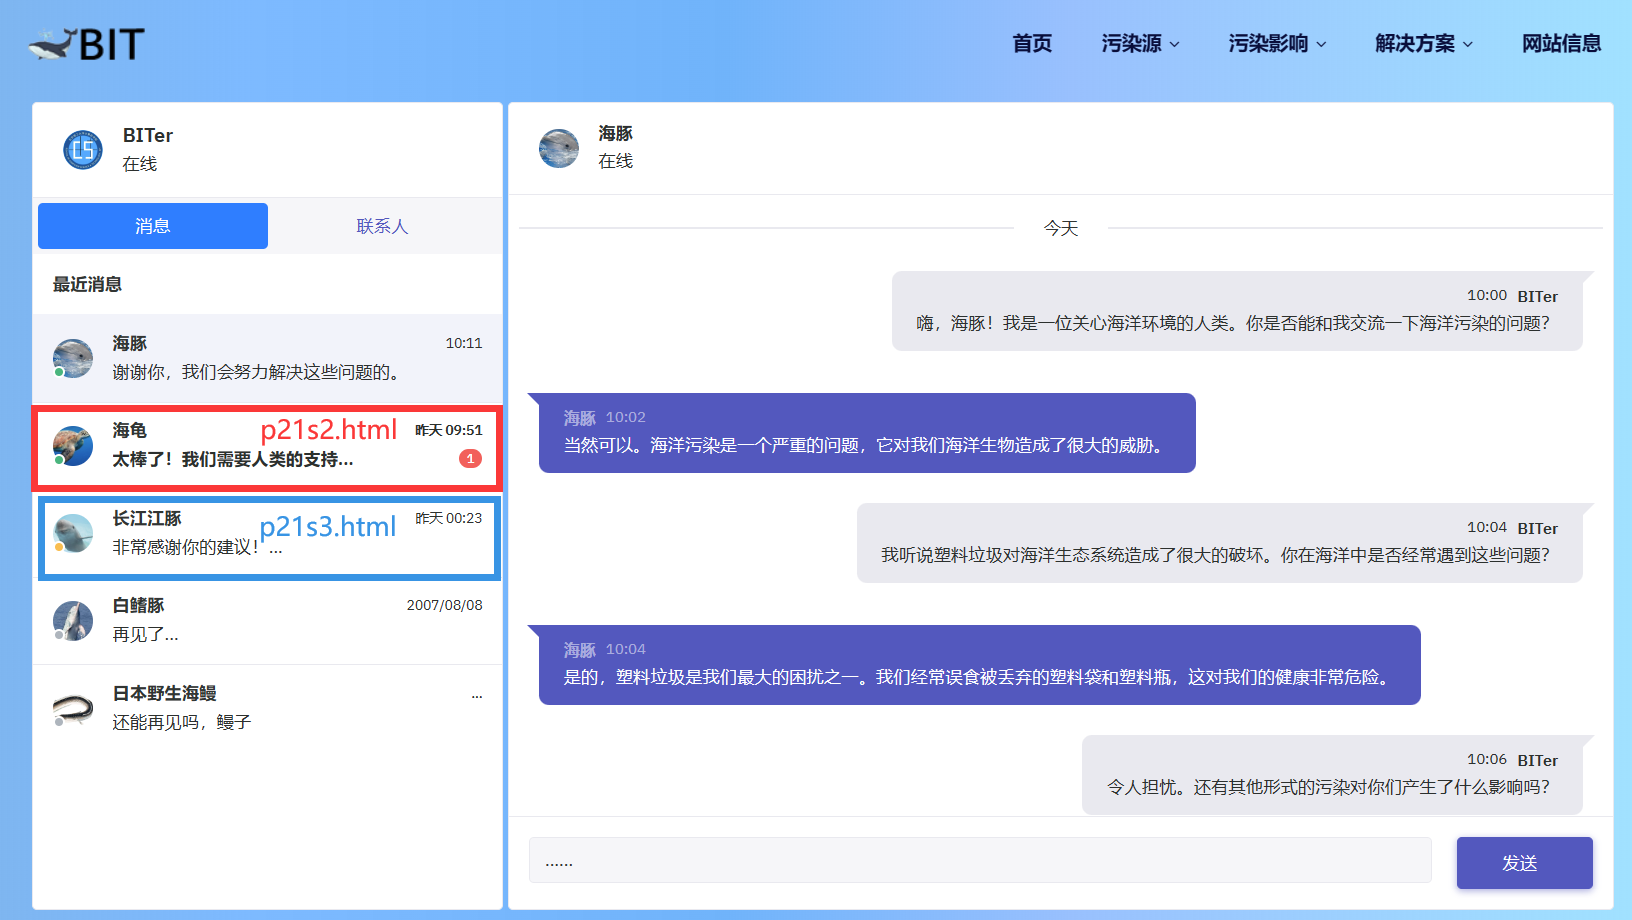 BIT
首页
污染源
污染影响
解决方案
网站信息
BITer
在线
消息
联系人
最近消息
海豚
10:11
谢谢你，我们会努力解决这些问题的。
海龟
p21s2.html
昨天 09:51
太棒了！我们需要人类的支持...
1
长江江豚
p21s3.html
昨天 00:23
非常感谢你的建议！...
白鳍豚
2007/08/08
再见了...
日本野生海鳗
...
还能再见吗，鳗子
海豚
在线
今天
10:00 BITer
嗨，海豚！我是一位关心海洋环境的人类。你是否能和我交流一下海洋污染的问题？
海豚 10:02
当然可以。海洋污染是一个严重的问题，它对我们海洋生物造成了很大的威胁。
10:04 BITer
我听说塑料垃圾对海洋生态系统造成了很大的破坏。你在海洋中是否经常遇到这些问题？
海豚 10:04
是的，塑料垃圾是我们最大的困扰之一。我们经常误食被丢弃的塑料袋和塑料瓶，这对我们的健康非常危险。
10:06 BITer
令人担忧。还有其他形式的污染对你们产生了什么影响吗？
......
发送